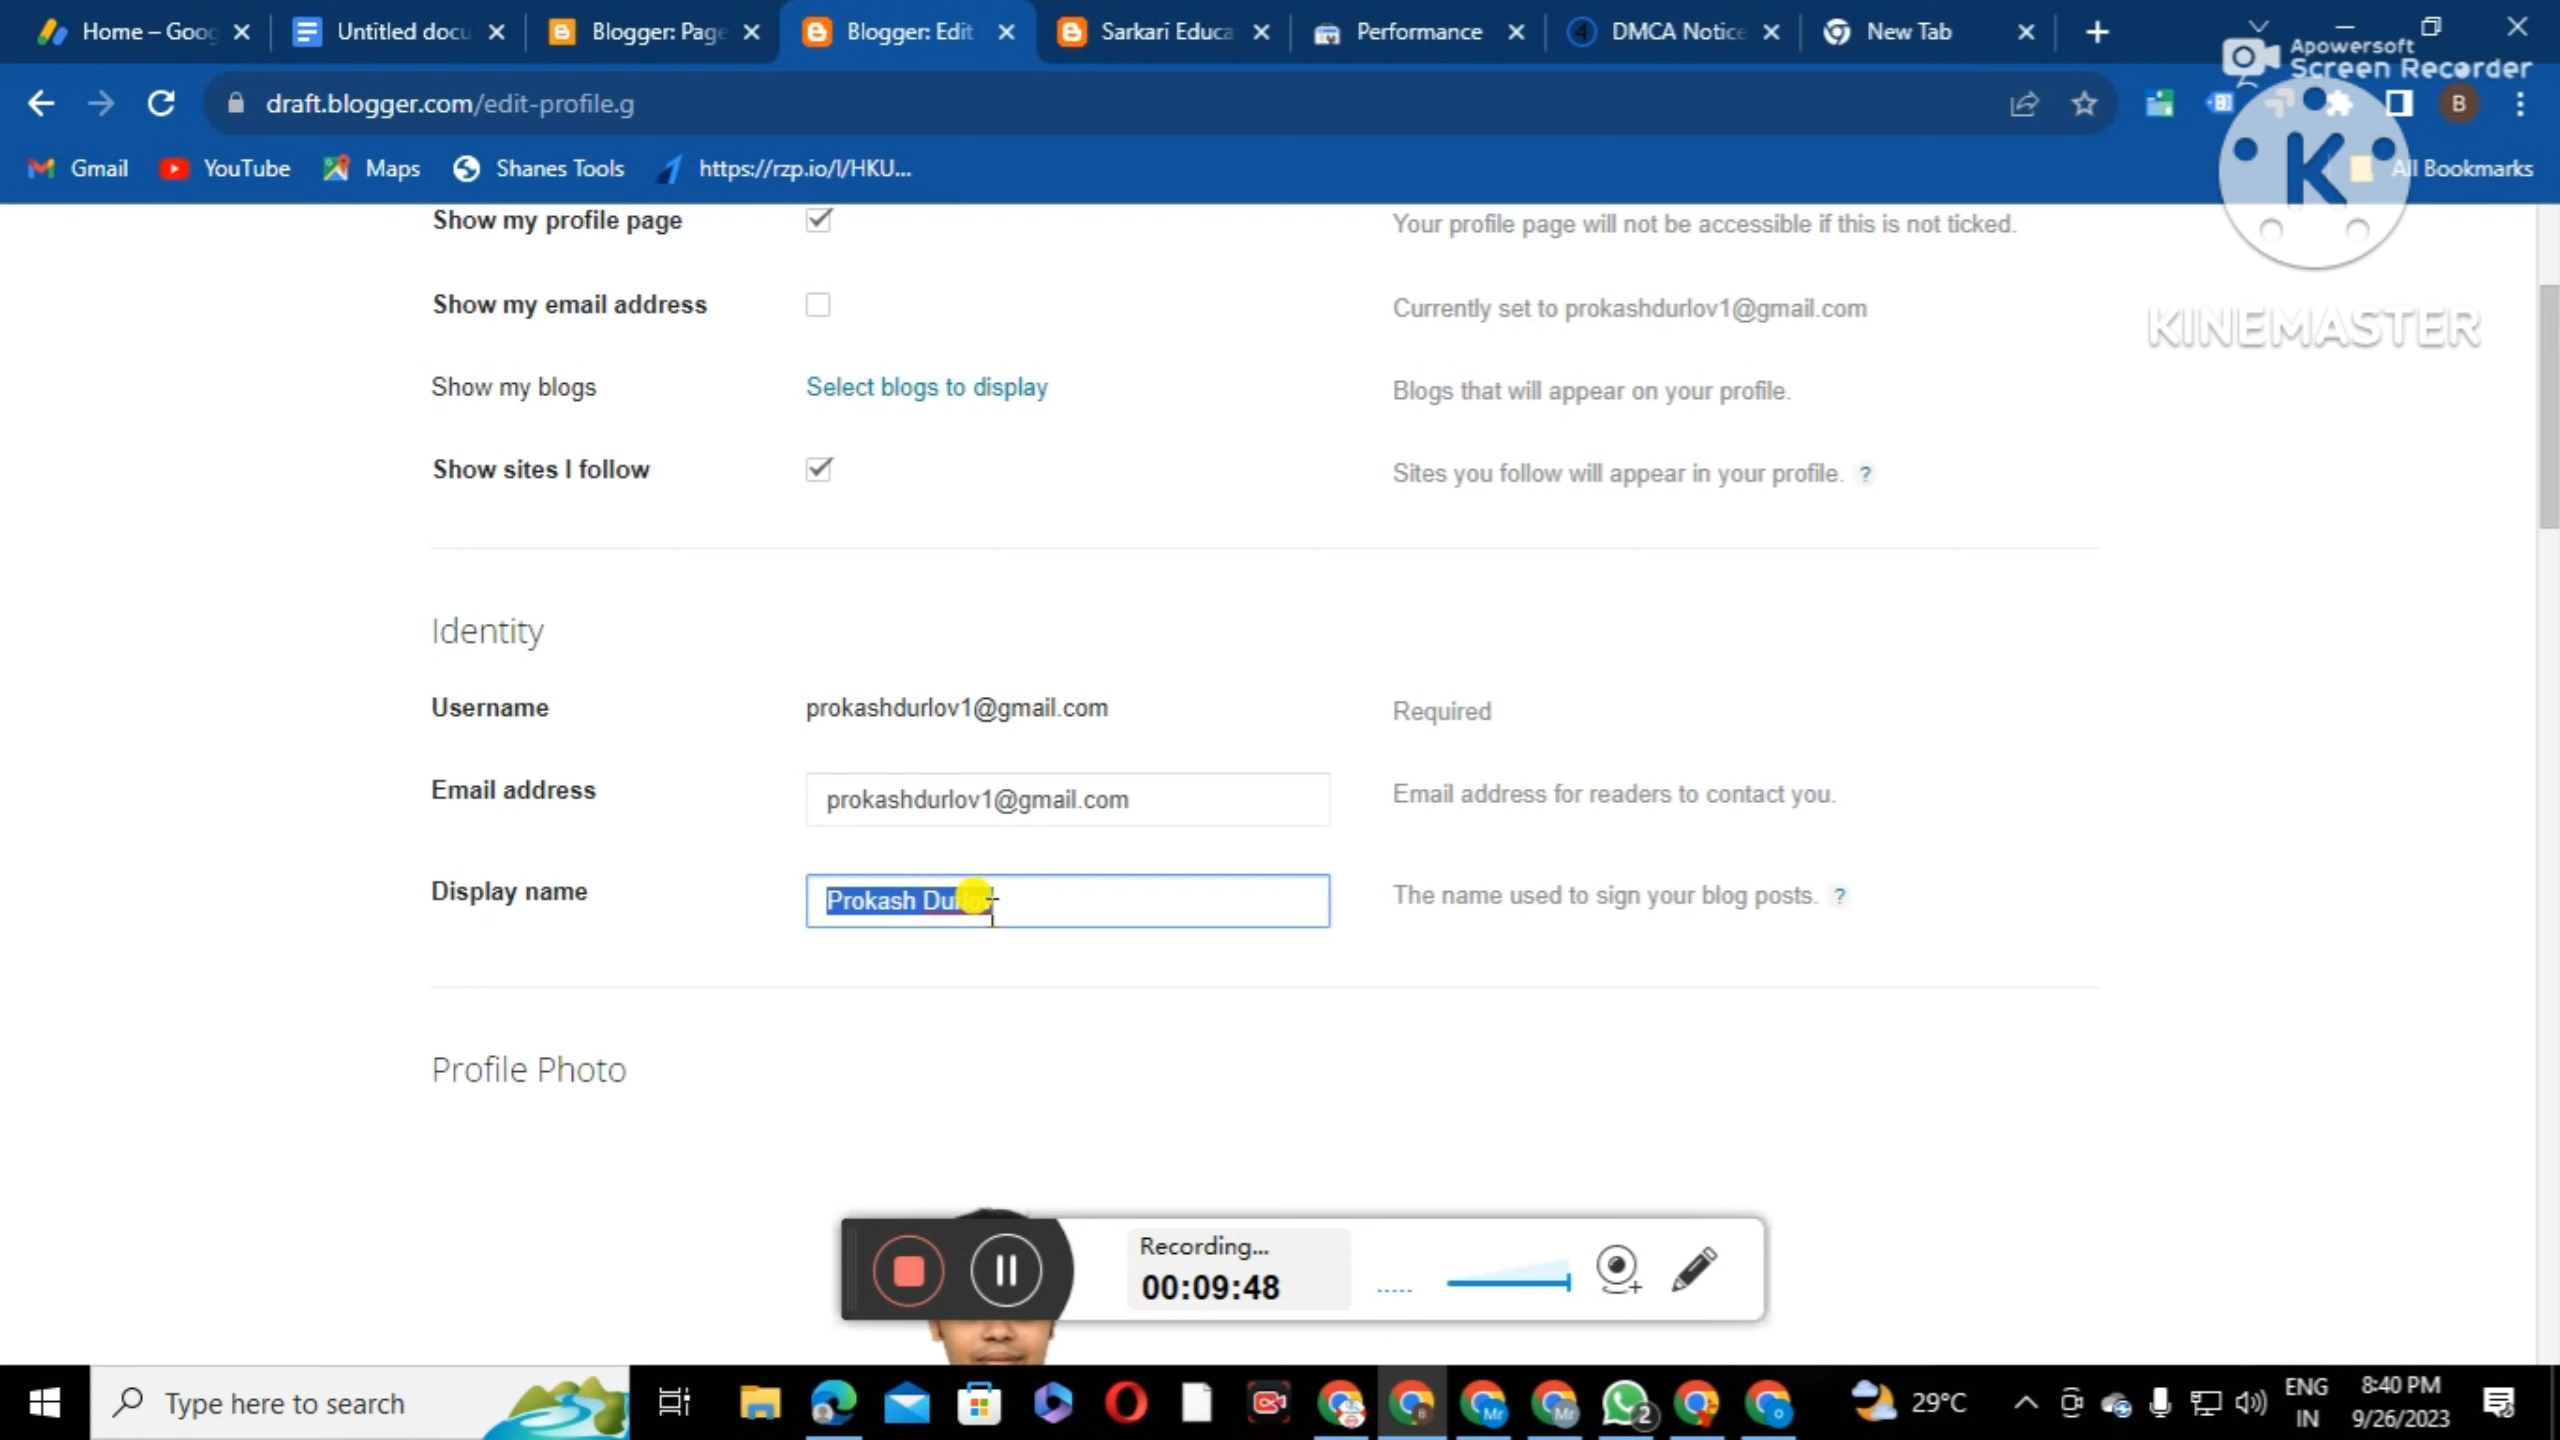 Home – Goog
Untitled docu
Blogger: Page
Blogger: Edit
Sarkari Educa
Performance
DMCA Notice
New Tab
Apowersoft
Screen Recorder
draft.blogger.com/edit-profile.g
B
Gmail
YouTube
Maps
Shanes Tools
https://rzp.io/l/HKU...
All Bookmarks
K
KINEMASTER
Show my profile page
Your profile page will not be accessible if this is not ticked.
Show my email address
Currently set to prokashdurlov1@gmail.com
Show my blogs
Select blogs to display
Blogs that will appear on your profile.
Show sites I follow
Sites you follow will appear in your profile. ?
Identity
Username
prokashdurlov1@gmail.com
Required
Email address
prokashdurlov1@gmail.com
Email address for readers to contact you.
Display name
Prokash Durlov
The name used to sign your blog posts. ?
Profile Photo
Recording...
00:09:48
Type here to search
2
29°C
ENG
IN
8:40 PM
9/26/2023